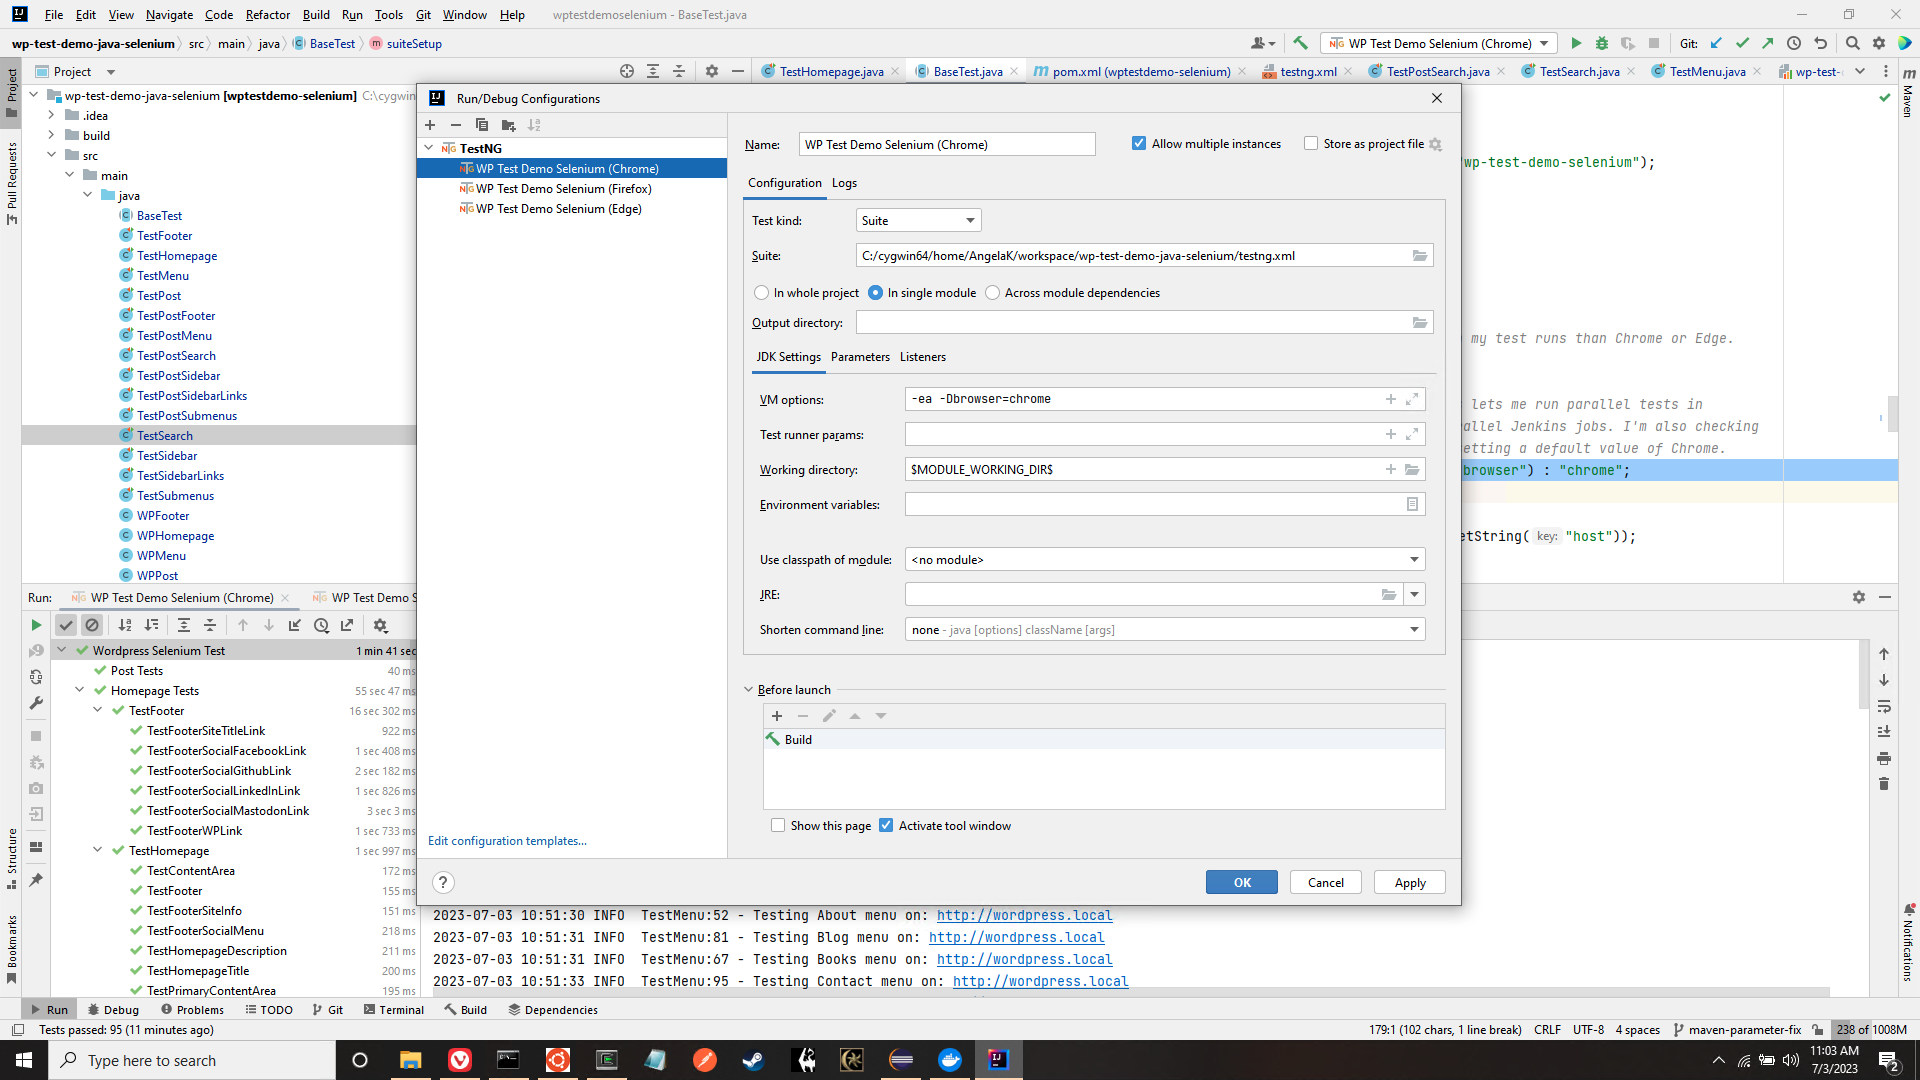 File Edit View Navigate Code Refactor Build Run Tools Git Window Help wptestdemoselenium - BaseTest.java
wp-test-demo-java-selenium src main java BaseTest suiteSetup
WP Test Demo Selenium (Chrome) Git:
Project
TestHomepage.java BaseTest.java pom.xml (wptestdemo-selenium) testng.xml TestPostSearch.java TestSearch.java TestMenu.java wp-test-
Project
Pull Requests
Structure
Bookmarks
Maven
Notifications
wp-test-demo-java-selenium [wptestdemo-selenium] C:\cygwin
.idea
build
src
main
java
BaseTest
TestFooter
TestHomepage
TestMenu
TestPost
TestPostFooter
TestPostMenu
TestPostSearch
TestPostSidebar
TestPostSidebarLinks
TestPostSubmenus
TestSearch
TestSidebar
TestSidebarLinks
TestSubmenus
WPFooter
WPHomepage
WPMenu
WPPost
Run/Debug Configurations
TestNG
WP Test Demo Selenium (Chrome)
WP Test Demo Selenium (Firefox)
WP Test Demo Selenium (Edge)
Edit configuration templates...
Name: WP Test Demo Selenium (Chrome) Allow multiple instances Store as project file
Configuration Logs
Test kind: Suite
Suite: C:/cygwin64/home/AngelaK/workspace/wp-test-demo-java-selenium/testng.xml
In whole project In single module Across module dependencies
Output directory:
JDK Settings Parameters Listeners
VM options: -ea -Dbrowser=chrome
Test runner params:
Working directory: $MODULE_WORKING_DIR$
Environment variables:
Use classpath of module: <no module>
JRE:
Shorten command line: none - java [options] className [args]
Before launch
Build
Show this page Activate tool window
? OK Cancel Apply
wp-test-demo-selenium");
my test runs than Chrome or Edge.
lets me run parallel tests in
allel Jenkins jobs. I'm also checking
etting a default value of Chrome.
browser") : "chrome";
etString( key: "host"));
Run: WP Test Demo Selenium (Chrome) WP Test Demo S
Wordpress Selenium Test 1 min 41 sec
Post Tests 40 ms
Homepage Tests 55 sec 47 ms
TestFooter 16 sec 302 ms
TestFooterSiteTitleLink 922 ms
TestFooterSocialFacebookLink 1 sec 408 ms
TestFooterSocialGithubLink 2 sec 182 ms
TestFooterSocialLinkedInLink 1 sec 826 ms
TestFooterSocialMastodonLink 3 sec 3 ms
TestFooterWPLink 1 sec 733 ms
TestHomepage 1 sec 997 ms
TestContentArea 172 ms
TestFooter 155 ms
TestFooterSiteInfo 151 ms
TestFooterSocialMenu 218 ms
TestHomepageDescription 211 ms
TestHomepageTitle 200 ms
TestPrimaryContentArea 195 ms
2023-07-03 10:51:30 INFO TestMenu:52 - Testing About menu on: http://wordpress.local
2023-07-03 10:51:31 INFO TestMenu:81 - Testing Blog menu on: http://wordpress.local
2023-07-03 10:51:31 INFO TestMenu:67 - Testing Books menu on: http://wordpress.local
2023-07-03 10:51:33 INFO TestMenu:95 - Testing Contact menu on: http://wordpress.local
Run Debug Problems TODO Git Terminal Build Dependencies
Tests passed: 95 (11 minutes ago) 179:1 (102 chars, 1 line break) CRLF UTF-8 4 spaces maven-parameter-fix 238 of 1008M
Type here to search
11:03 AM
7/3/2023
2